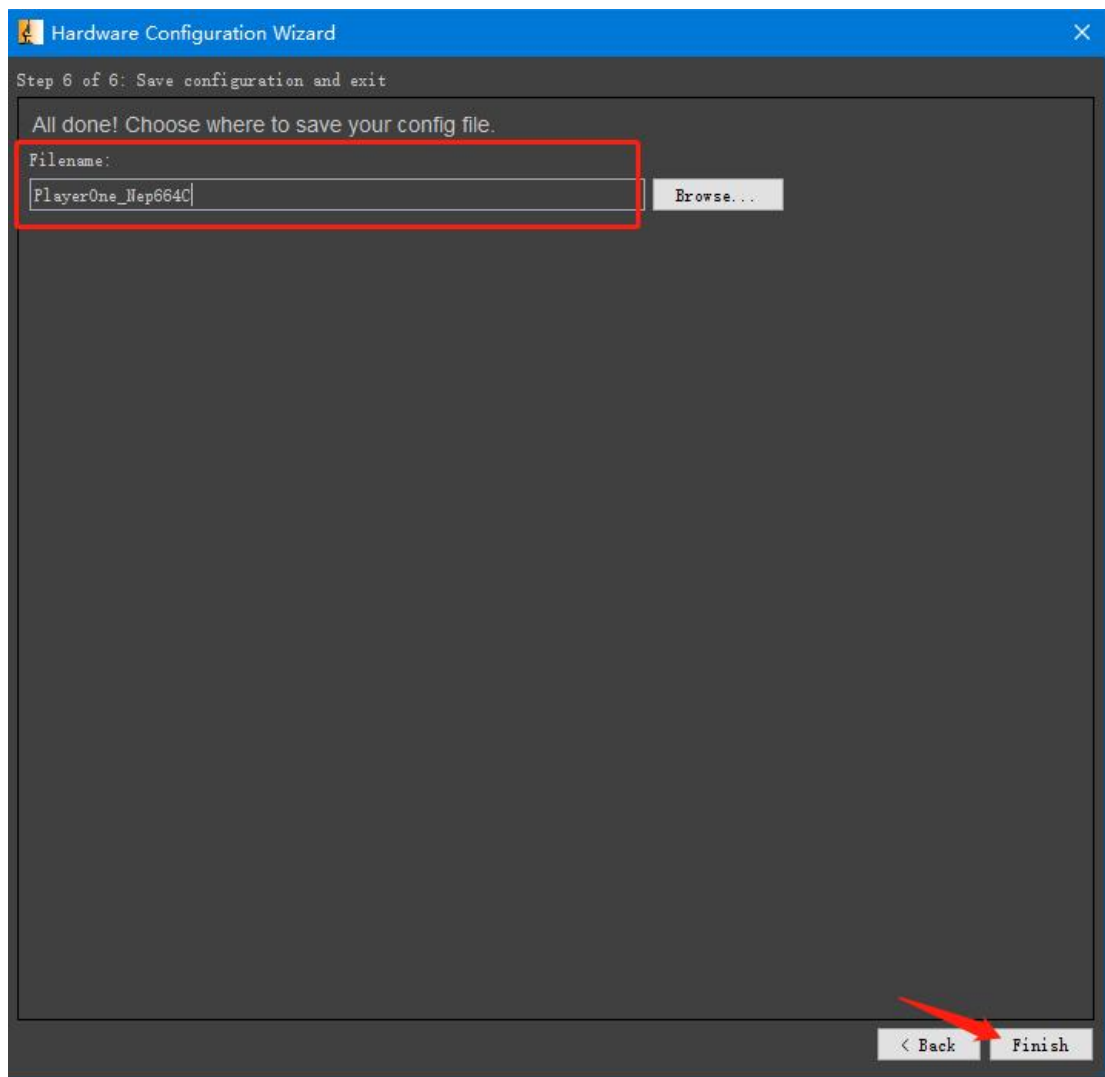 Hardware Configuration Wizard
Step 6 of 6: Save configuration and exit
All done! Choose where to save your config file.
Filename:
PlayerOne_Nep664C
Browse...
< Back
Finish